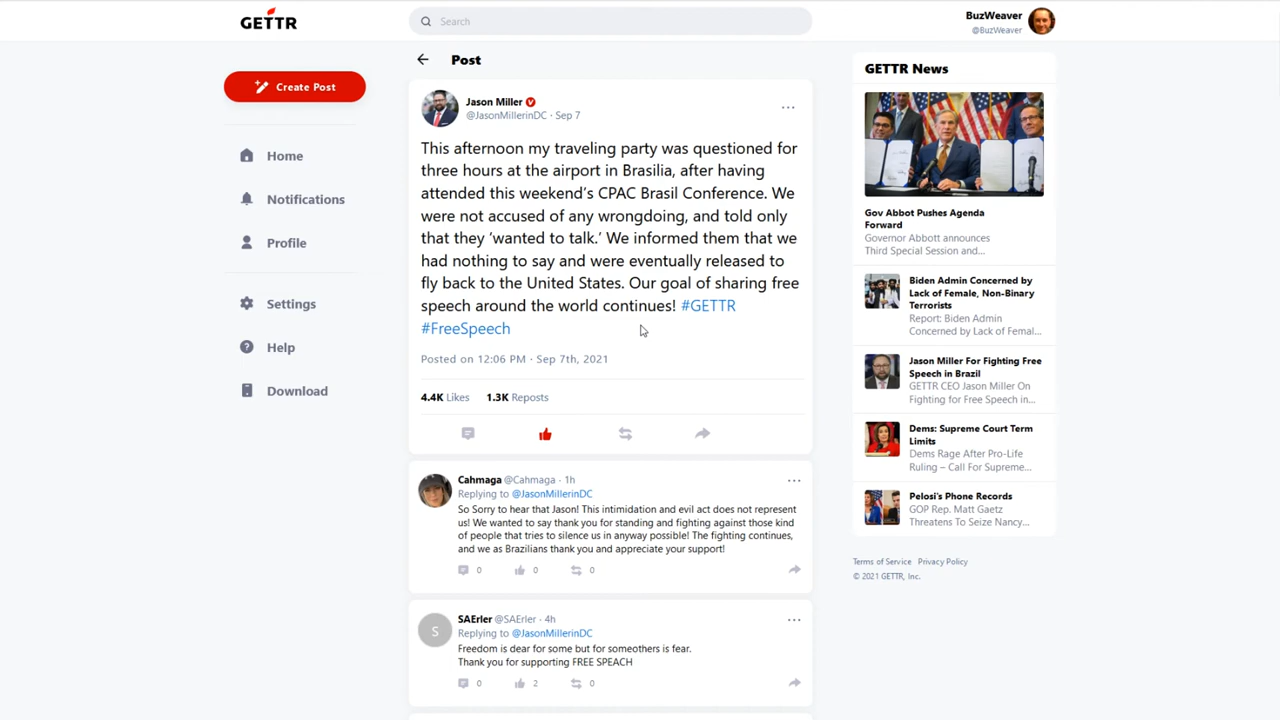 GETTR
Search
BuzWeaver
@BuzWeaver
Create Post
Home
Notifications
Profile
Settings
Help
Download
Post
Jason Miller
@JasonMillerinDC · Sep 7
This afternoon my traveling party was questioned for
three hours at the airport in Brasilia, after having
attended this weekend's CPAC Brasil Conference. We
were not accused of any wrongdoing, and told only
that they 'wanted to talk.' We informed them that we
had nothing to say and were eventually released to
fly back to the United States. Our goal of sharing free
speech around the world continues! #GETTR
#FreeSpeech
Posted on 12:06 PM · Sep 7th, 2021
4.4K Likes 1.3K Reposts
Cahmaga @Cahmaga · 1h
Replying to @JasonMillerinDC
So Sorry to hear that Jason! This intimidation and evil act does not represent
us! We wanted to say thank you for standing and fighting against those kind
of people that tries to silence us in anyway possible! The fighting continues,
and we as Brazilians thank you and appreciate your support!
0 0 0
S
SAErler @SAErler · 4h
Replying to @JasonMillerinDC
Freedom is dear for some but for someothers is fear.
Thank you for supporting FREE SPEACH
0 2 0
GETTR News
Gov Abbot Pushes Agenda
Forward
Governor Abbott announces
Third Special Session and...
Biden Admin Concerned by
Lack of Female, Non-Binary
Terrorists
Report: Biden Admin
Concerned by Lack of Femal...
Jason Miller For Fighting Free
Speech in Brazil
GETTR CEO Jason Miller On
Fighting for Free Speech in...
Dems: Supreme Court Term
Limits
Dems Rage After Pro-Life
Ruling – Call For Supreme...
Pelosi's Phone Records
GOP Rep. Matt Gaetz
Threatens To Seize Nancy...
Terms of Service Privacy Policy
© 2021 GETTR, Inc.